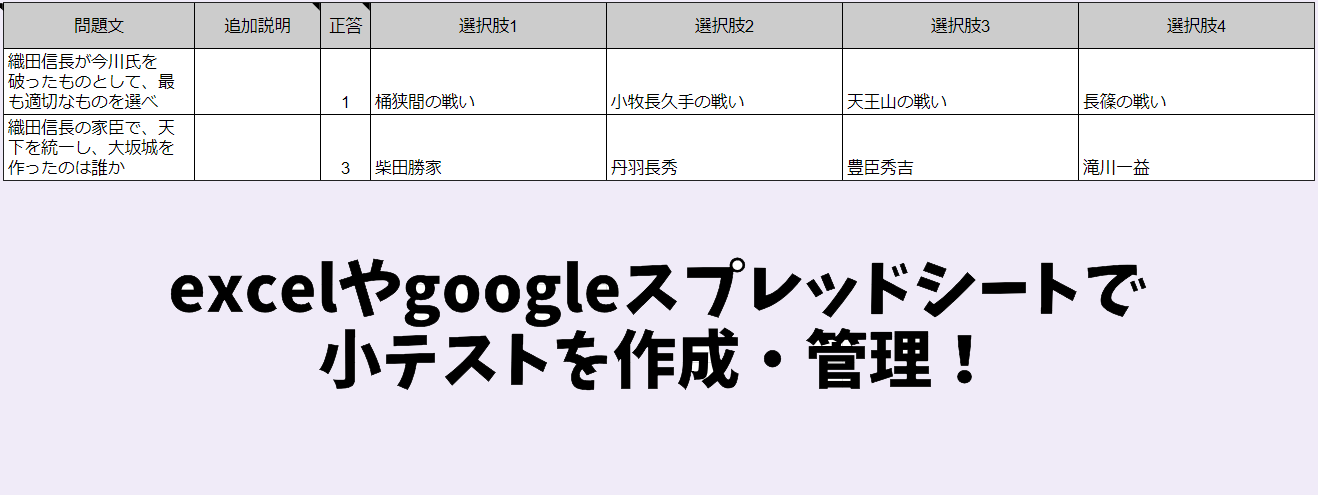 問題文 追加説明 正答 選択肢1 選択肢2 選択肢3 選択肢4
織田信長が今川氏を
破ったものとして、最
も適切なものを選べ 1 桶狭間の戦い 小牧長久手の戦い 天王山の戦い 長篠の戦い
織田信長の家臣で、天
下を統一し、大坂城を
作ったのは誰か 3 柴田勝家 丹羽長秀 豊臣秀吉 滝川一益
excelやgoogleスプレッドシートで
小テストを作成・管理！